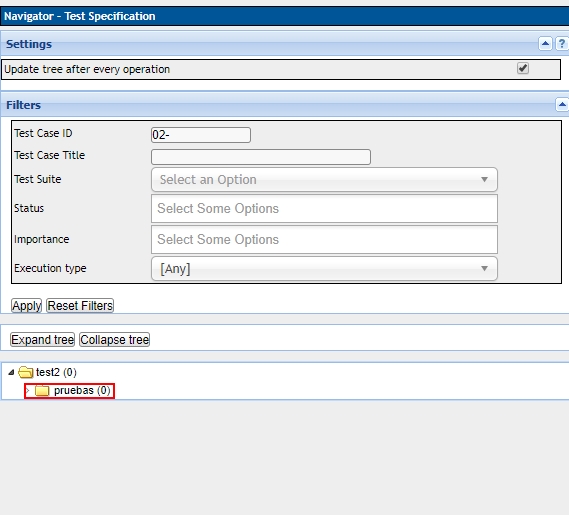 Navigator - Test Specification
Settings
?
Update tree after every operation
Filters
Test Case ID 02-
Test Case Title
Test Suite Select an Option
Status Select Some Options
Importance Select Some Options
Execution type [Any]
Apply Reset Filters
Expand tree Collapse tree
test2 (0)
pruebas (0)